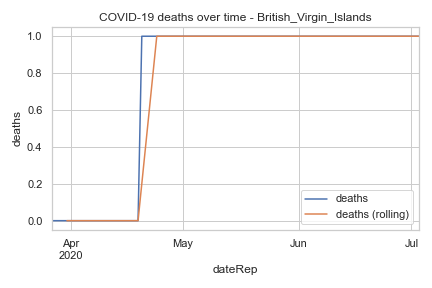 COVID-19 deaths over time - British_Virgin_Islands
deaths
1.0
0.8
0.6
0.4
0.2
0.0
Apr
2020
May
Jun
Jul
dateRep
deaths
deaths (rolling)